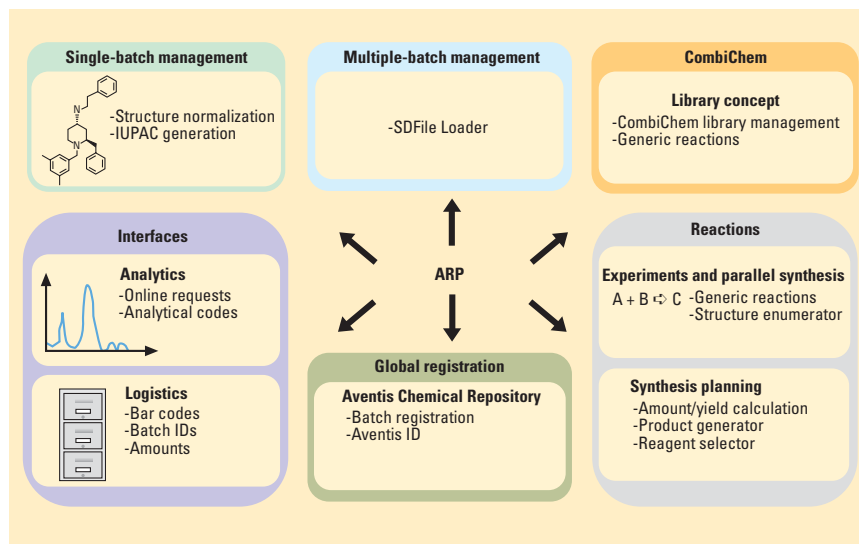 Single-batch management
N
N
-Structure normalization
-IUPAC generation
Multiple-batch management
-SDFile Loader
CombiChem
Library concept
-CombiChem library management
-Generic reactions
Interfaces
Analytics
-Online requests
-Analytical codes
Logistics
-Bar codes
-Batch IDs
-Amounts
ARP
Global registration
Aventis Chemical Repository
-Batch registration
-Aventis ID
Reactions
Experiments and parallel synthesis
A + B ➪ C
-Generic reactions
-Structure enumerator
Synthesis planning
-Amount/yield calculation
-Product generator
-Reagent selector